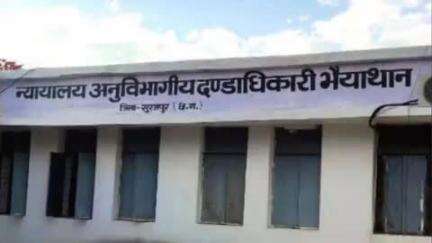 न्यायालय अनुविभागीय दण्डाधिकारी भैयाथान
जिला-सूरजपुर (छ.ग.)